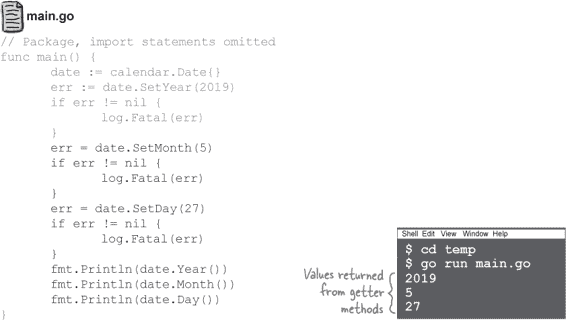 main.go
// Package, import statements omitted
func main() {
        date := calendar.Date{}
        err := date.SetYear(2019)
        if err != nil {
                log.Fatal(err)
        }
        err = date.SetMonth(5)
        if err != nil {
                log.Fatal(err)
        }
        err = date.SetDay(27)
        if err != nil {
                log.Fatal(err)
        }
        fmt.Println(date.Year())
        fmt.Println(date.Month())
        fmt.Println(date.Day())
}
Values returned
from getter
methods
Shell Edit View Window Help
$ cd temp
$ go run main.go
2019
5
27